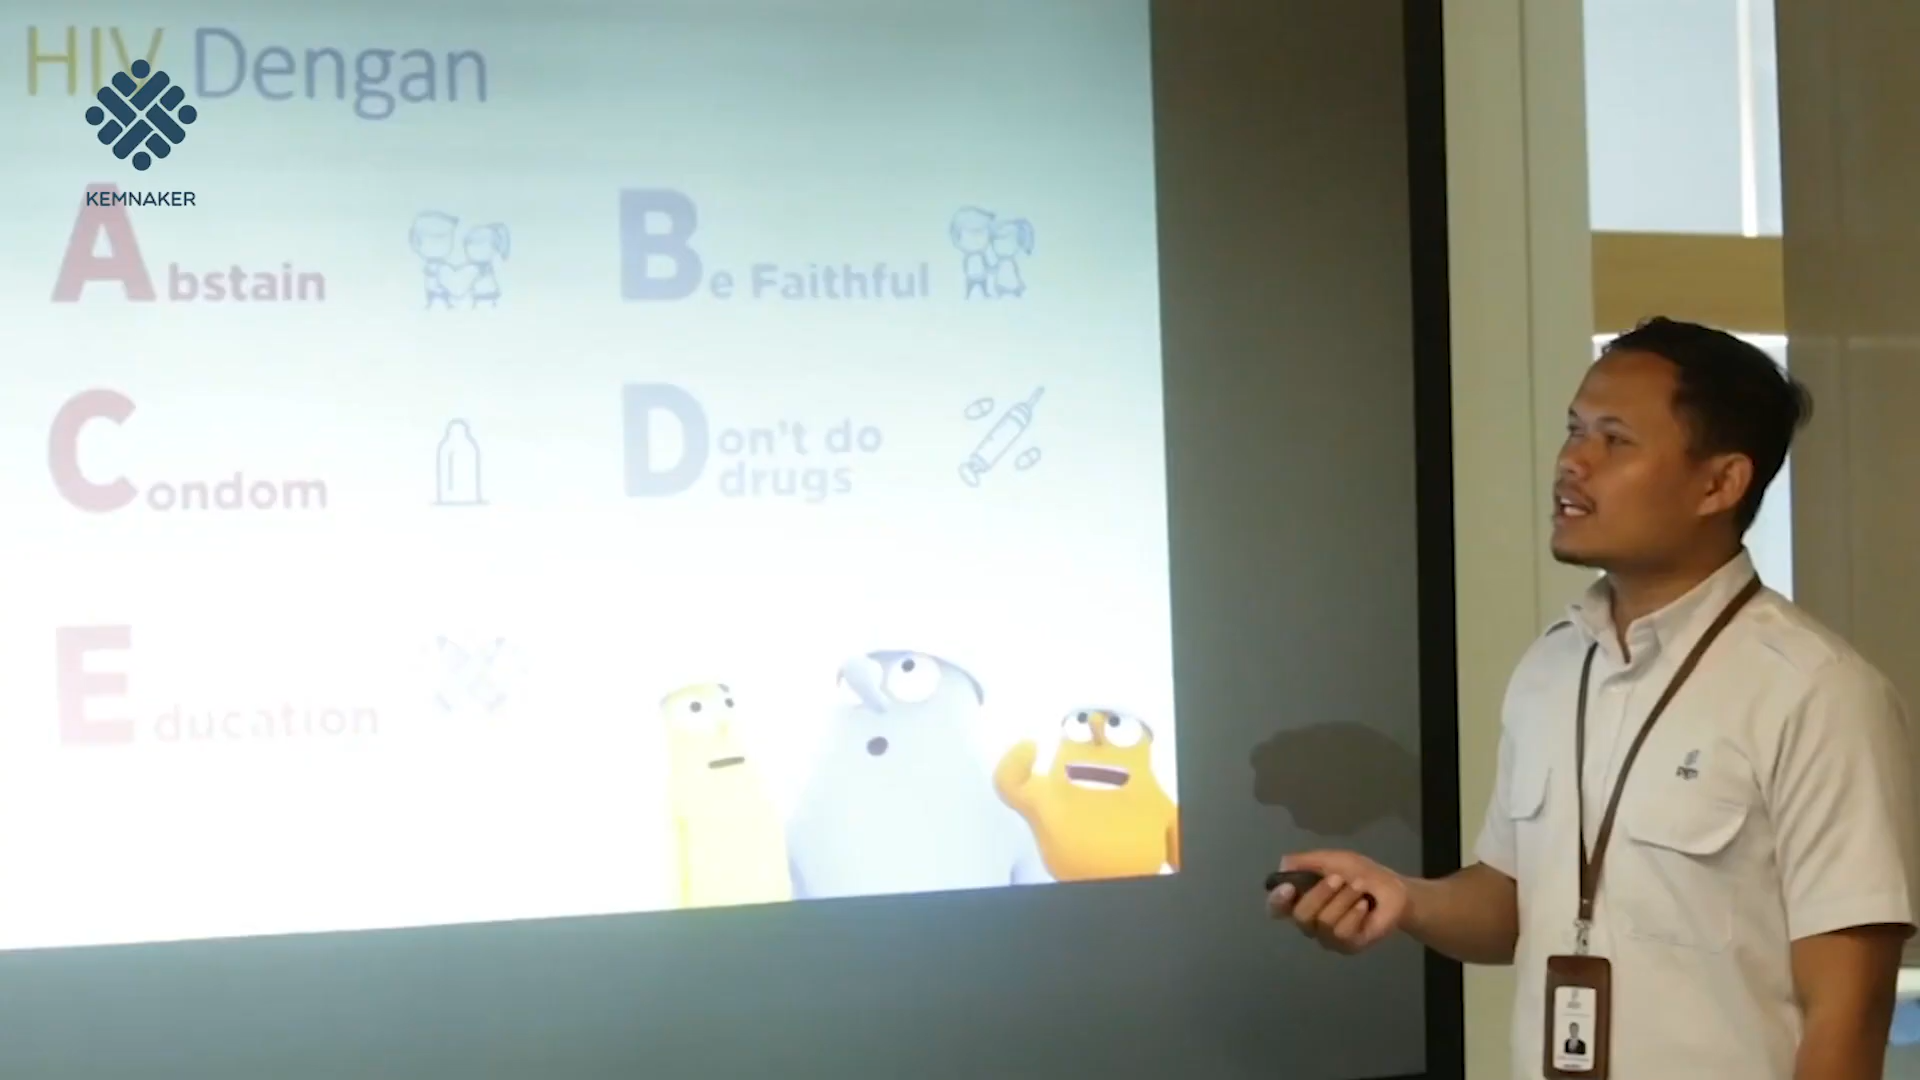 HIV Dengan
KEMNAKER
Abstain
Be Faithful
Condom
Don't do
drugs
Education